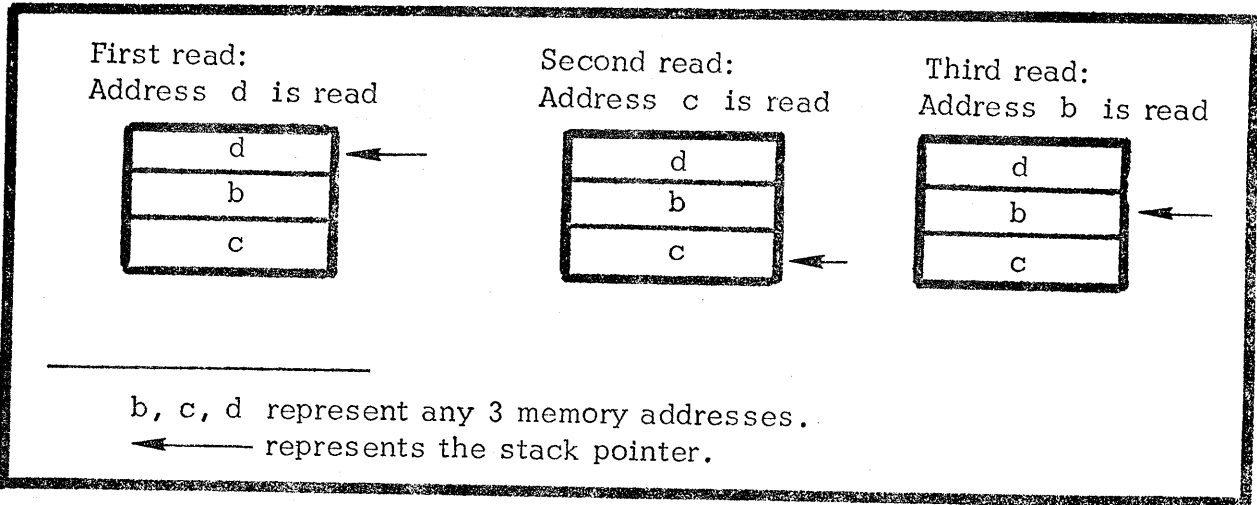 First read:
Address d is read
d
b
c
Second read:
Address c is read
d
b
c
Third read:
Address b is read
d
b
c
b, c, d represent any 3 memory addresses.
represents the stack pointer.